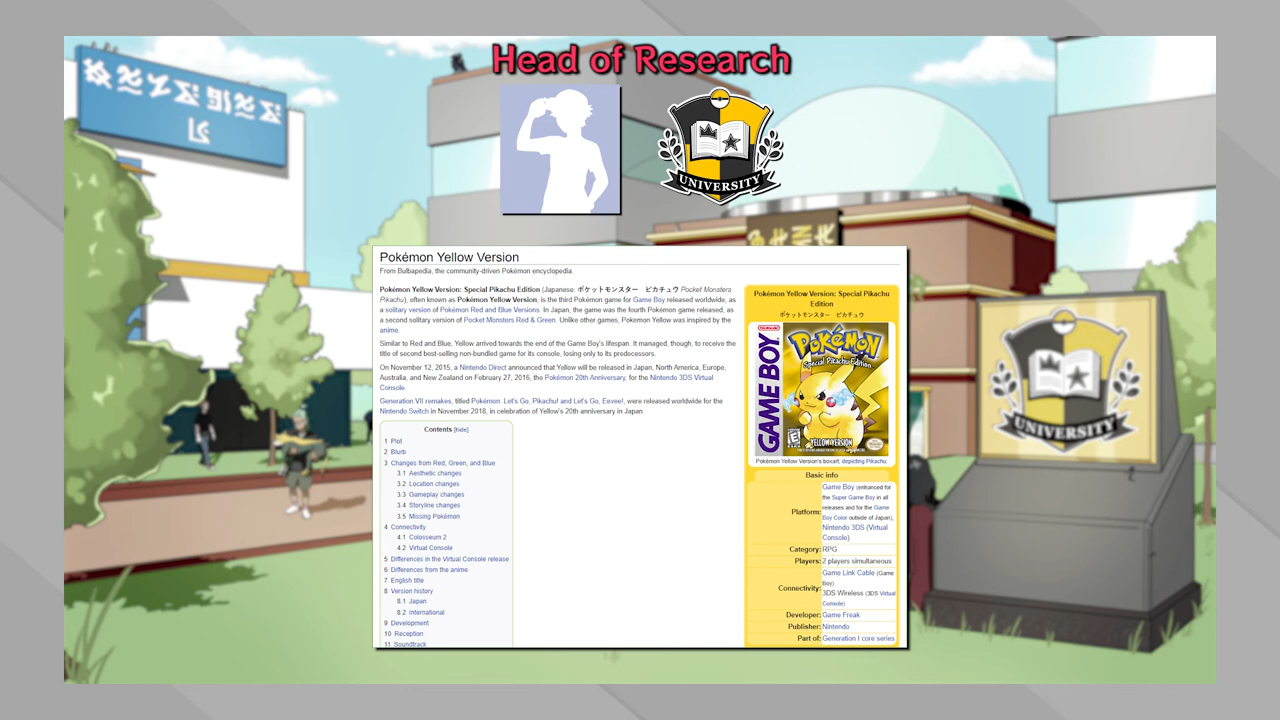 Head of Research
UNIVERSITY
Pokémon Yellow Version
From Bulbapedia, the community-driven Pokémon encyclopedia.
Pokémon Yellow Version: Special Pikachu Edition (Japanese: ポケットモンスター ピカチュウ Pocket Monsters
Pikachu), often known as Pokémon Yellow Version, is the third Pokémon game for Game Boy released worldwide, as
a solitary version of Pokémon Red and Blue Versions. In Japan, the game was the fourth Pokémon game released, as
a second solitary version of Pocket Monsters Red & Green. Unlike other games, Pokemon Yellow was inspired by the
anime.
Similar to Red and Blue, Yellow arrived towards the end of the Game Boy's lifespan. It managed, though, to receive the
title of second best-selling non-bundled game for its console, losing only to its predecessors.
On November 12, 2015, a Nintendo Direct announced that Yellow will be released in Japan, North America, Europe,
Australia, and New Zealand on February 27, 2016, the Pokémon 20th Anniversary, for the Nintendo 3DS Virtual
Console.
Generation VII remakes, titled Pokémon: Let's Go, Pikachu! and Let's Go, Eevee!, were released worldwide for the
Nintendo Switch in November 2018, in celebration of Yellow's 20th anniversary in Japan
Contents [hide]
1 Plot
2 Blurb
3 Changes from Red, Green, and Blue
3.1 Aesthetic changes
3.2 Location changes
3.3 Gameplay changes
3.4 Storyline changes
3.5 Missing Pokémon
4 Connectivity
4.1 Colosseum 2
4.2 Virtual Console
5 Differences in the Virtual Console release
6 Differences from the anime
7 English title
8 Version history
8.1 Japan
8.2 International
9 Development
10 Reception
11 Soundtrack
Pokémon Yellow Version: Special Pikachu
Edition
ポケットモンスター ピカチュウ
Nintendo
GAME BOY
POKéMON
Special Pikachu Edition
YELLOW VERSION
Pokémon Yellow Version's boxart, depicting Pikachu.
Basic info
Platform: Game Boy (enhanced for
the Super Game Boy in all
releases and for the Game
Boy Color outside of Japan),
Nintendo 3DS (Virtual
Console)
Category: RPG
Players: 2 players simultaneous
Connectivity: Game Link Cable (Game
Boy)
3DS Wireless (3DS Virtual
Console)
Developer: Game Freak
Publisher: Nintendo
Part of: Generation I core series
UNIVERSITY